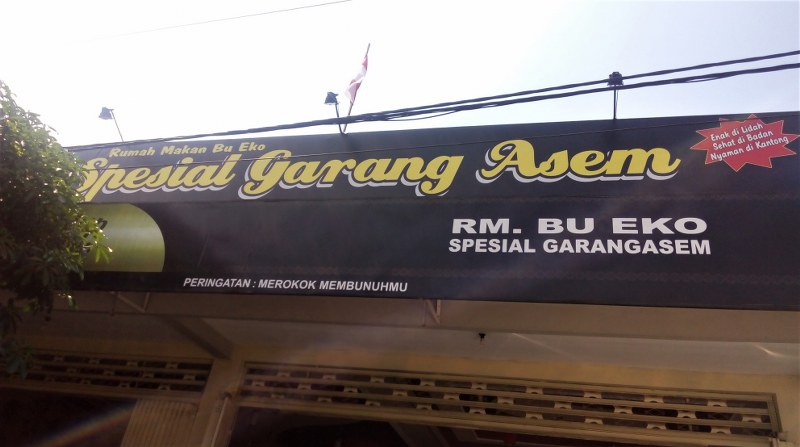 Rumah Makan Bu Eko
Spesial Garang Asem
Enak di Lidah
Sehat di Badan
Nyaman di Kantong
RM. BU EKO
SPESIAL GARANGASEM
PERINGATAN : MEROKOK MEMBUNUHMU